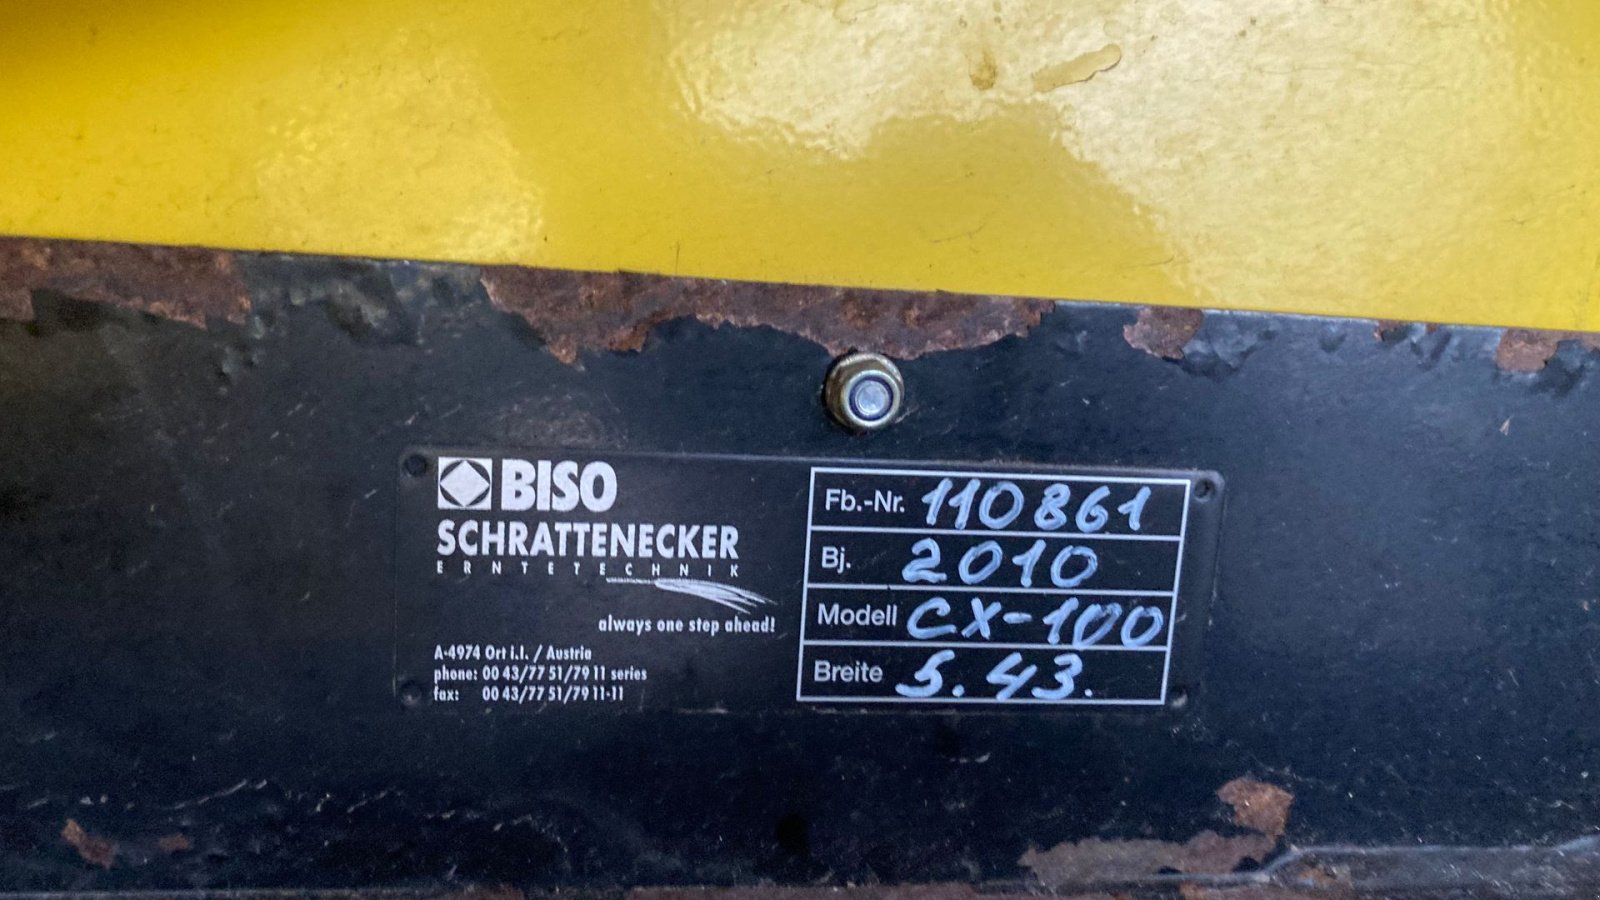 BISO
SCHRATTENECKER
ERNTETECHNIK
always one step ahead!
A-4974 Ort i.I. / Austria
phone: 00 43/77 51/79 11 series
fax: 00 43/77 51/79 11-11
Fb.-Nr. 110861
Bj. 2010
Modell CX-100
Breite 5.43.